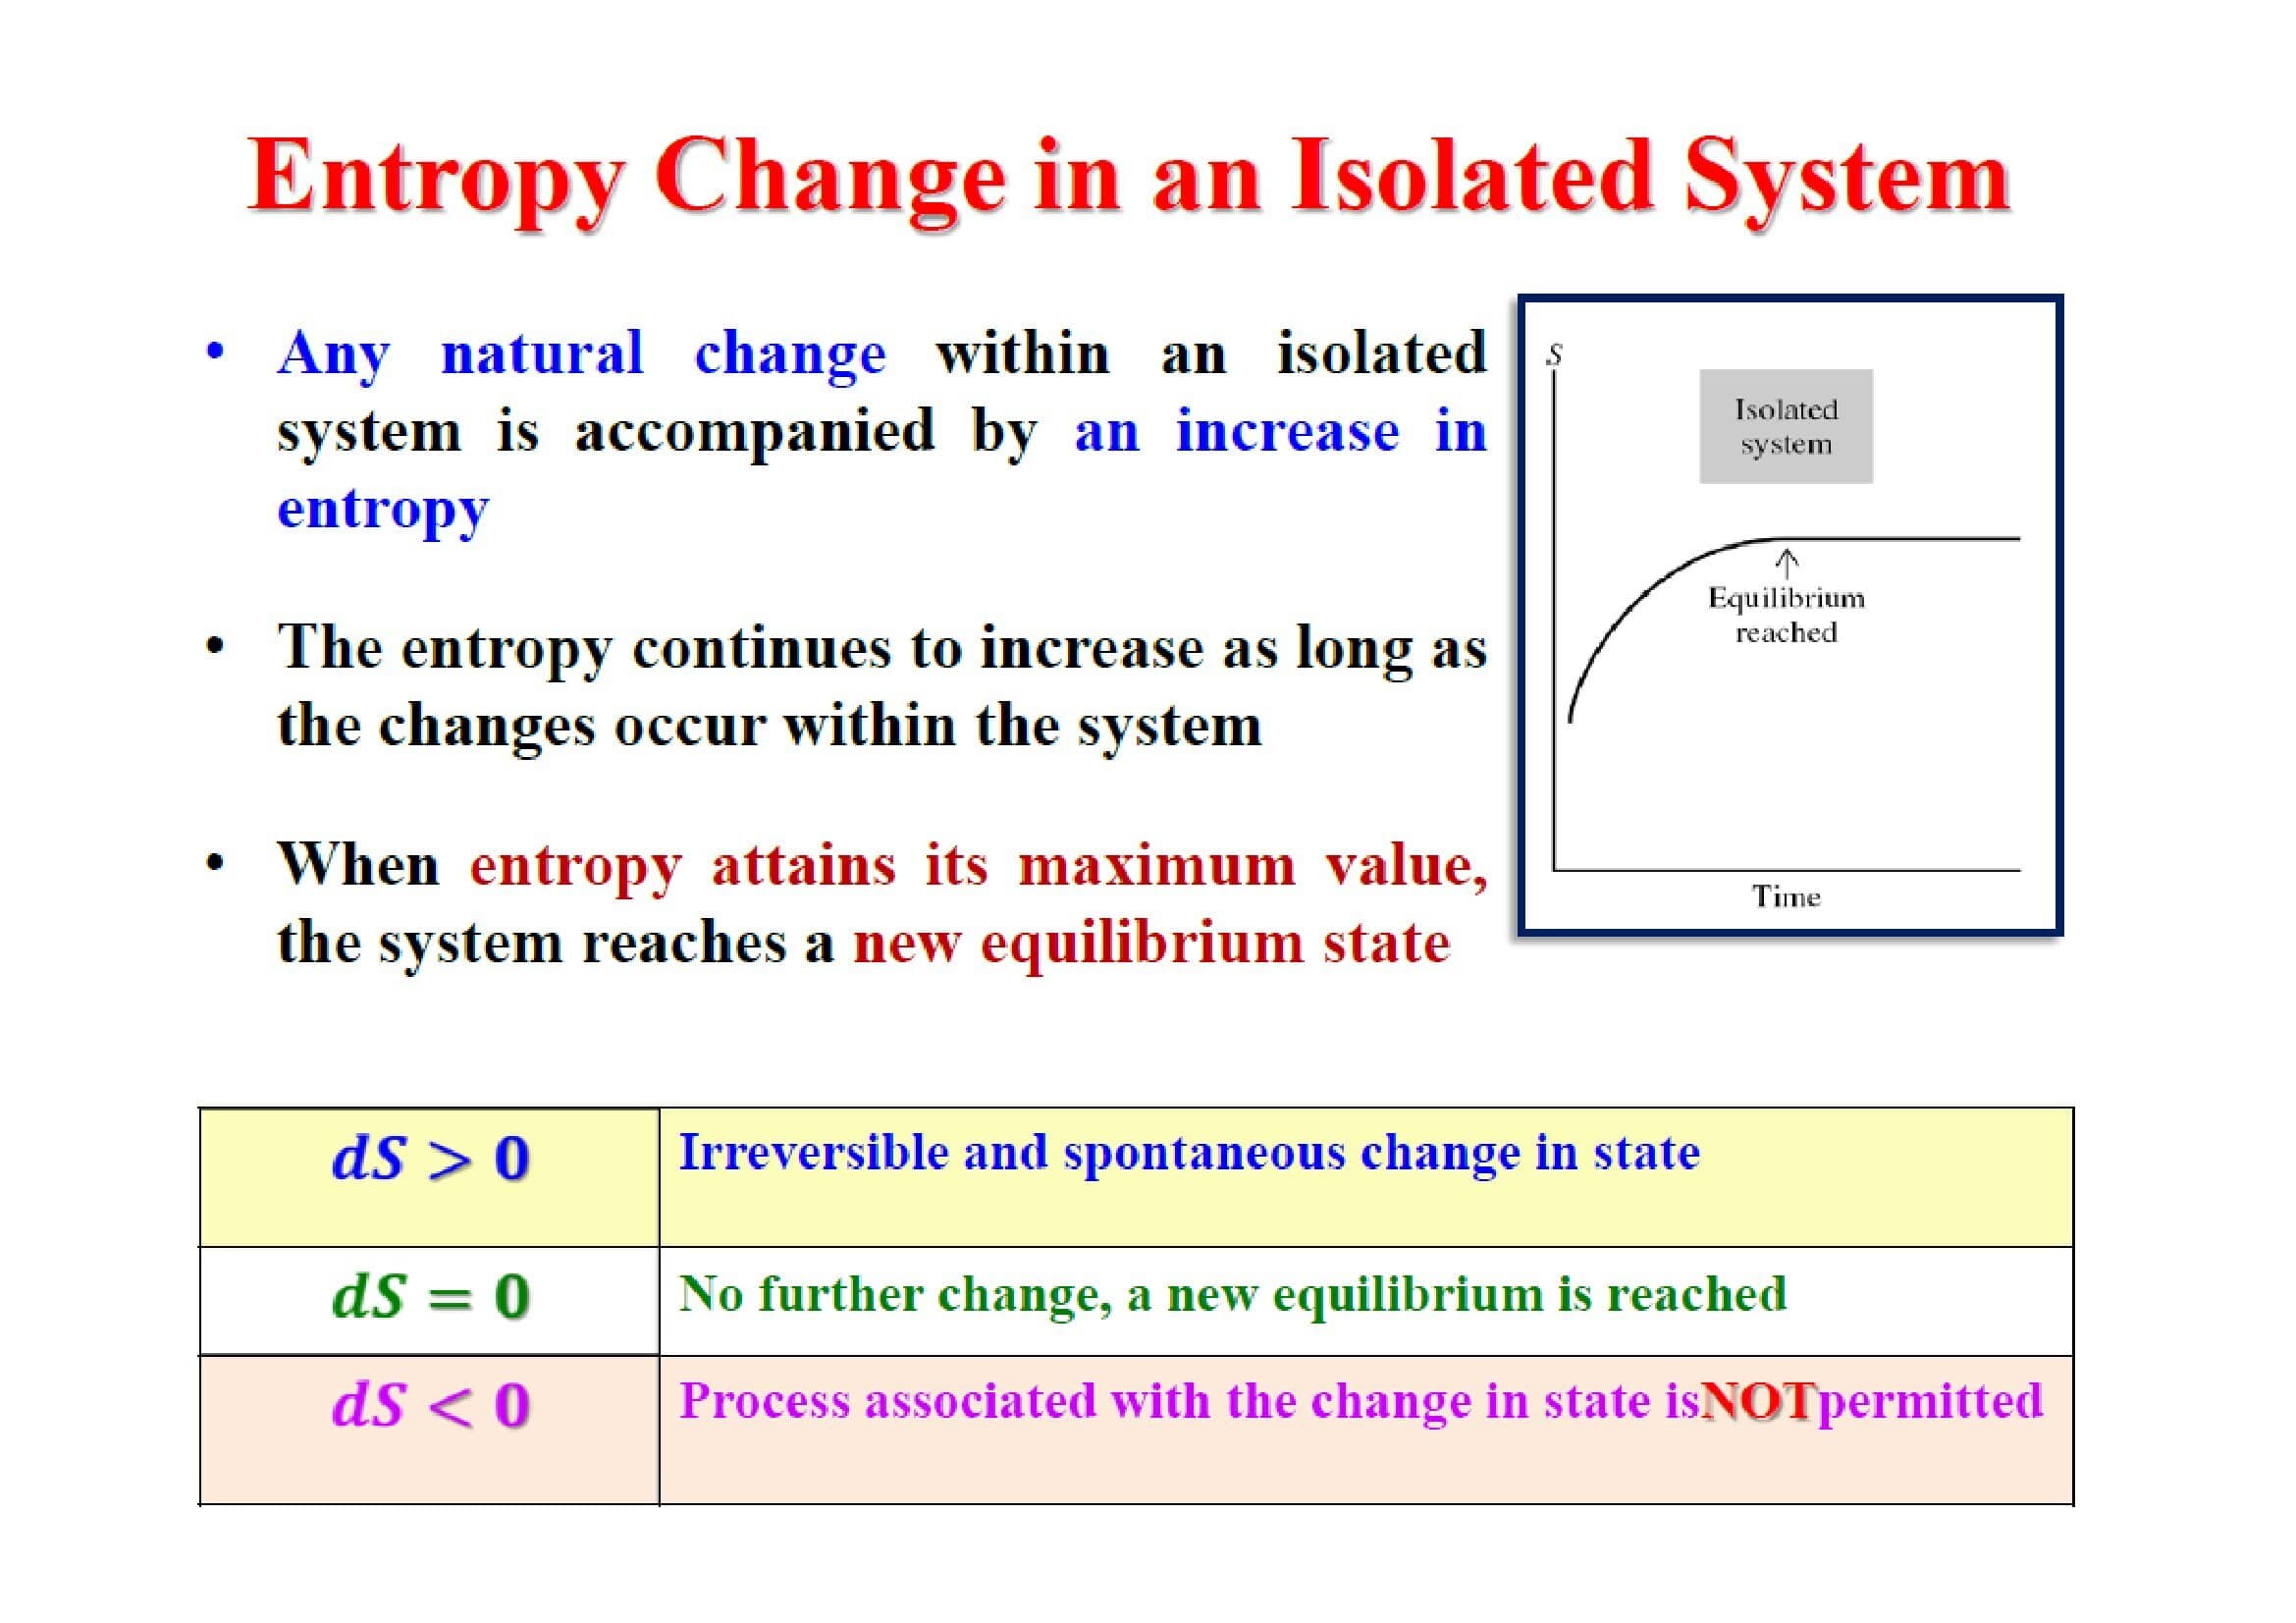 Entropy Change in an Isolated System
• Any natural change within an isolated
system is accompanied by an increase in
entropy
• The entropy continues to increase as long as
the changes occur within the system
• When entropy attains its maximum value,
the system reaches a new equilibrium state
S
Isolated
system
Equilibrium
reached
Time
dS > 0 Irreversible and spontaneous change in state
dS = 0 No further change, a new equilibrium is reached
dS < 0 Process associated with the change in state isNOTpermitted